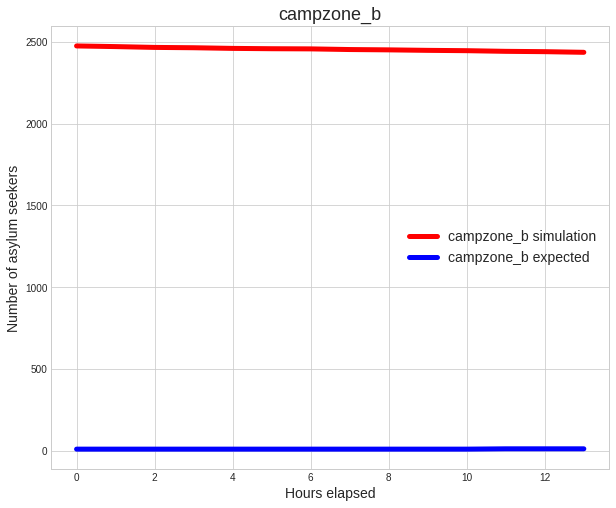 campzone_b
2500
2000
1500
1000
500
0
Number of asylum seekers
campzone_b simulation
campzone_b expected
0 2 4 6 8 10 12
Hours elapsed